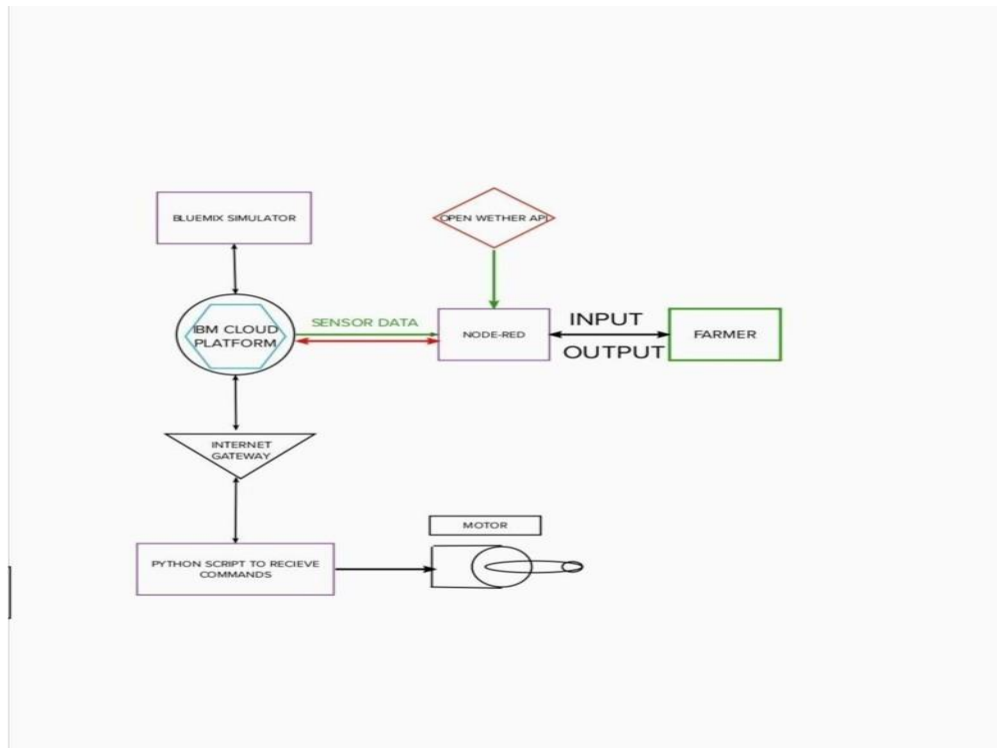 BLUEMIX SIMULATOR
OPEN WETHER API
IBM CLOUD
PLATFORM
SENSOR DATA
NODE-RED
INPUT
OUTPUT
FARMER
INTERNET
GATEWAY
MOTOR
PYTHON SCRIPT TO RECIEVE
COMMANDS